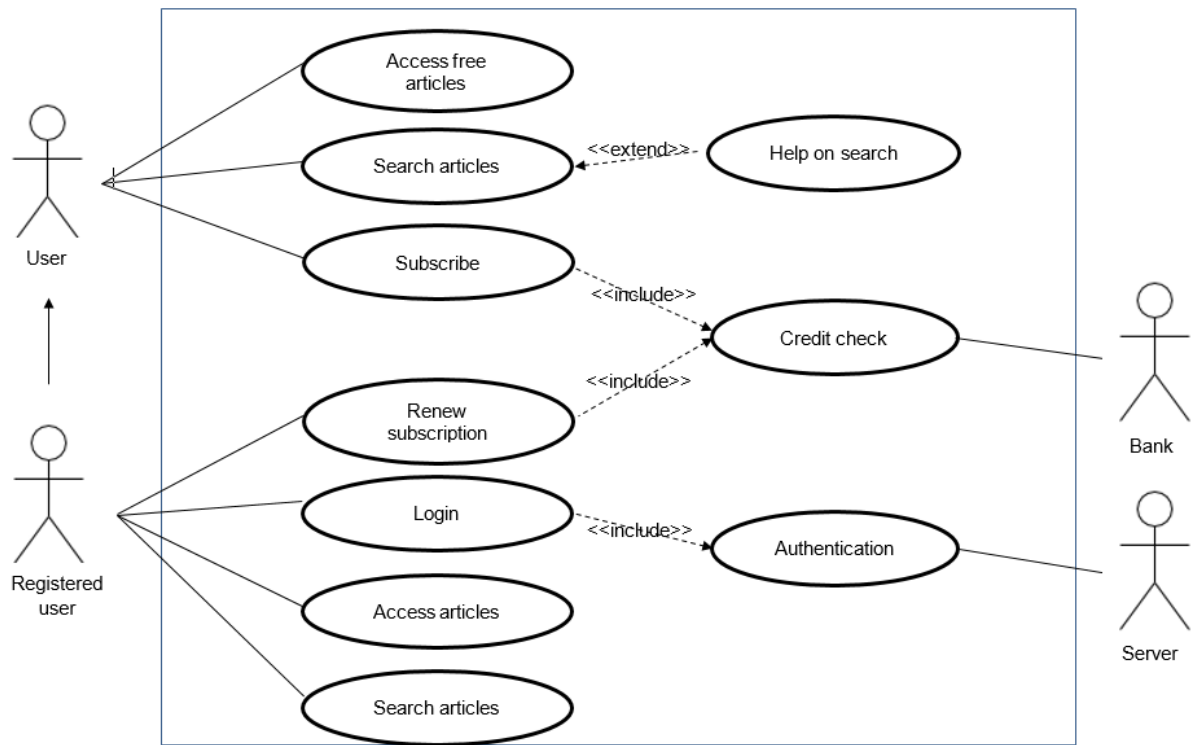 Access free
articles
Search articles
<<extend>>
Help on search
User
Subscribe
<<include>>
Credit check
<<include>>
Renew
subscription
Bank
Login
<<include>>
Authentication
Registered
user
Access articles
Server
Search articles